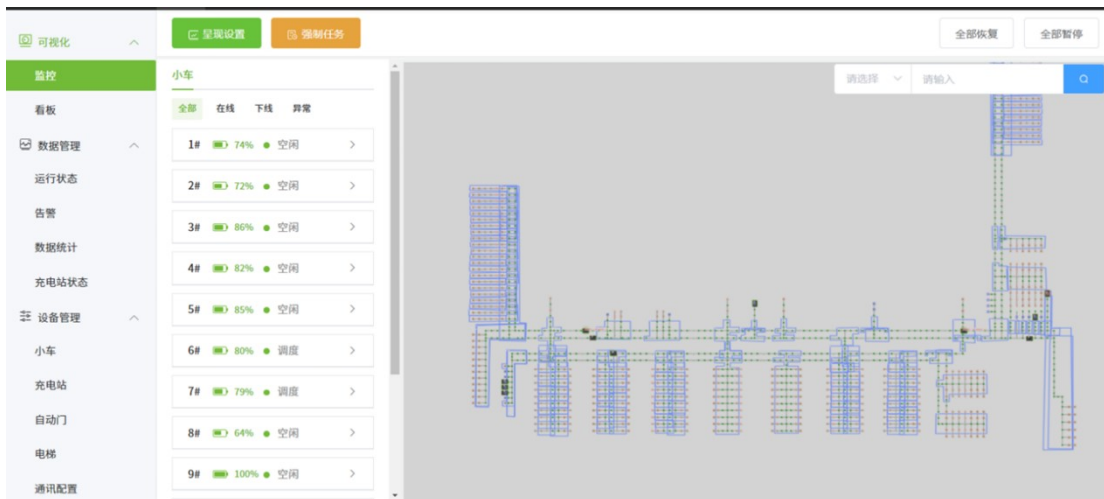 可视化
监控
看板
数据管理
运行状态
告警
数据统计
充电站状态
设备管理
小车
充电站
自动门
电梯
通讯配置
呈现设置 强制任务
全部恢复 全部暂停
小车
全部 在线 下线 异常
1# 74% 空闲
2# 72% 空闲
3# 86% 空闲
4# 82% 空闲
5# 85% 空闲
6# 80% 调度
7# 79% 调度
8# 64% 空闲
9# 100% 空闲
请选择 请输入